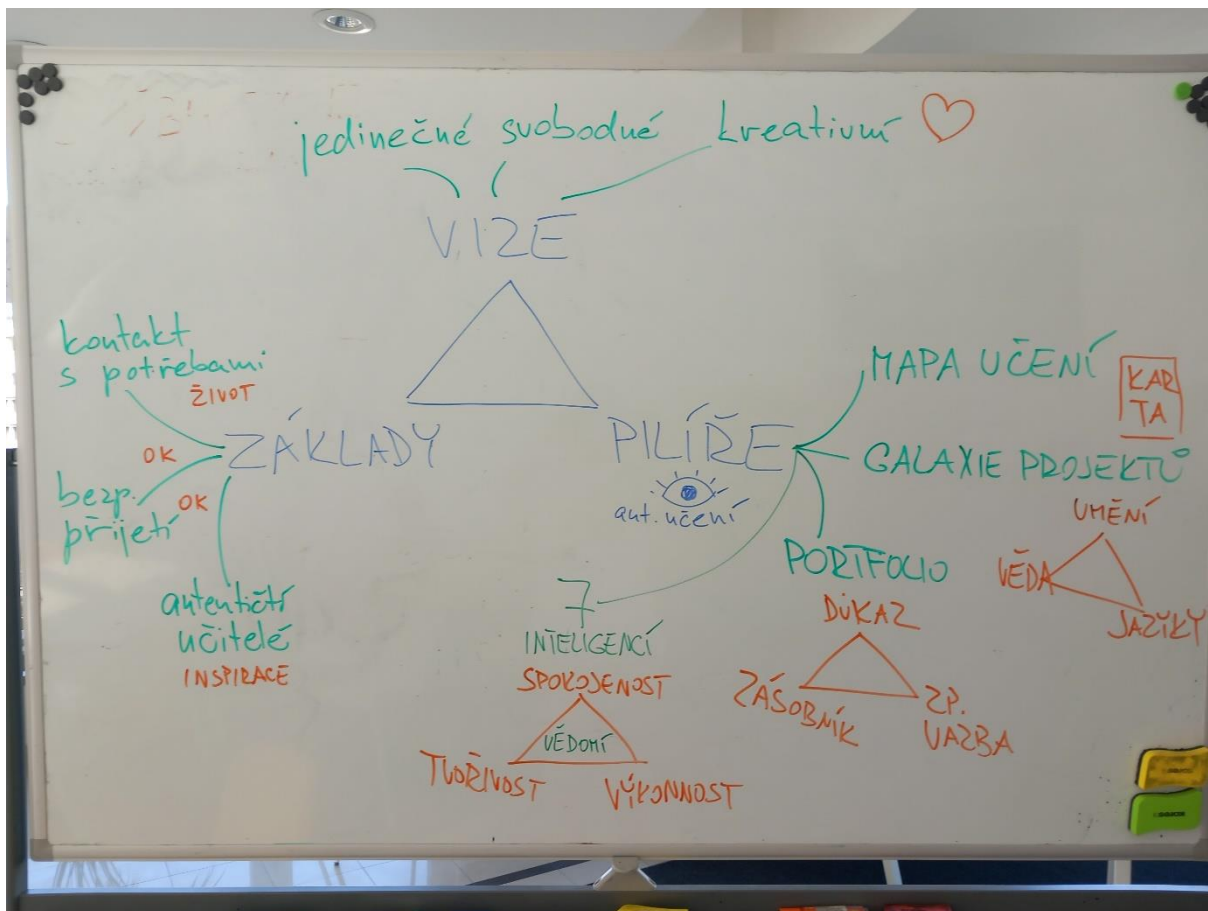 jedinečné svobodné kreativní
VIZE
kontakt
s potřebami
ŽIVOT
ZÁKLADY
OK
bezp.
přijetí
OK
autentičtí
učitelé
INSPIRACE
PILÍŘE
aut. učení
MAPA UČENÍ
KAR
TA
GALAXIE PROJEKTŮ
UMĚNÍ
VĚDA
JAZÍKY
PORTFOLIO
DŮKAZ
ZÁSOBNÍK
ZP.
VAZBA
7
INTELIGENCÍ
SPOKOJENOST
VĚDOMÍ
TVOŘIVOST
VÝKONNOST